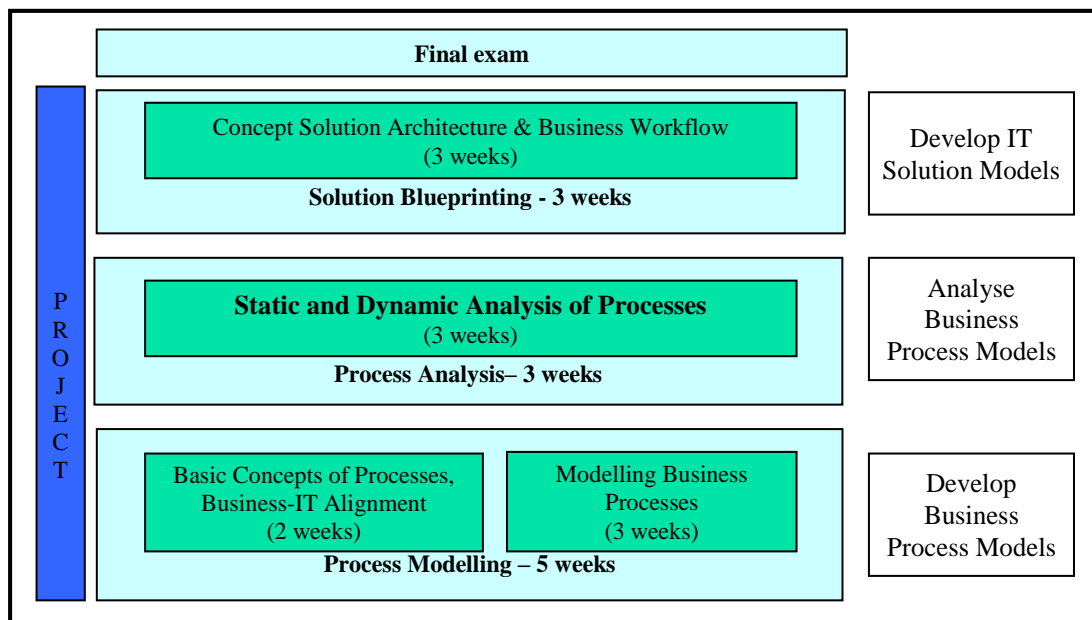 Final exam
Concept Solution Architecture & Business Workflow
(3 weeks)
Solution Blueprinting - 3 weeks
Develop IT
Solution Models
P
R
O
J
E
C
T
Static and Dynamic Analysis of Processes
(3 weeks)
Process Analysis– 3 weeks
Analyse
Business
Process Models
Basic Concepts of Processes,
Business-IT Alignment
(2 weeks)
Modelling Business
Processes
(3 weeks)
Process Modelling – 5 weeks
Develop
Business
Process Models